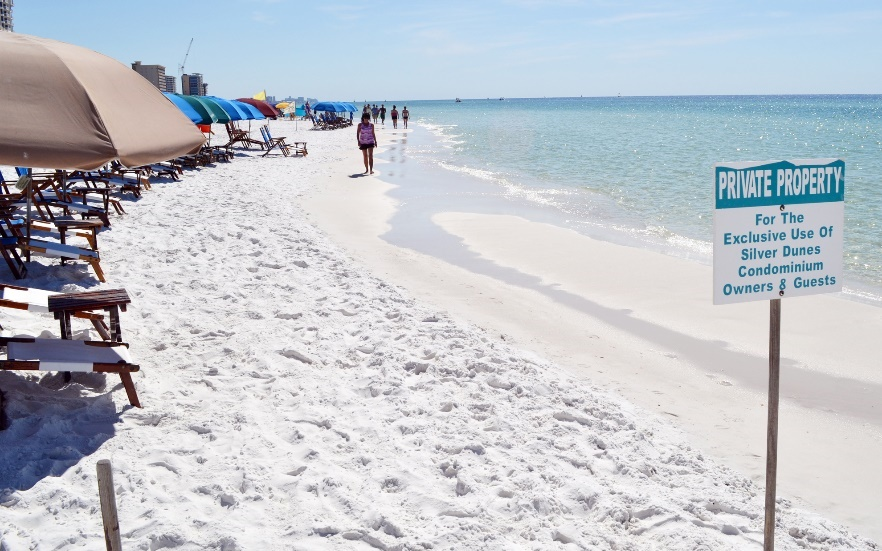 PRIVATE PROPERTY
For The
Exclusive Use Of
Silver Dunes
Condominium
Owners & Guests